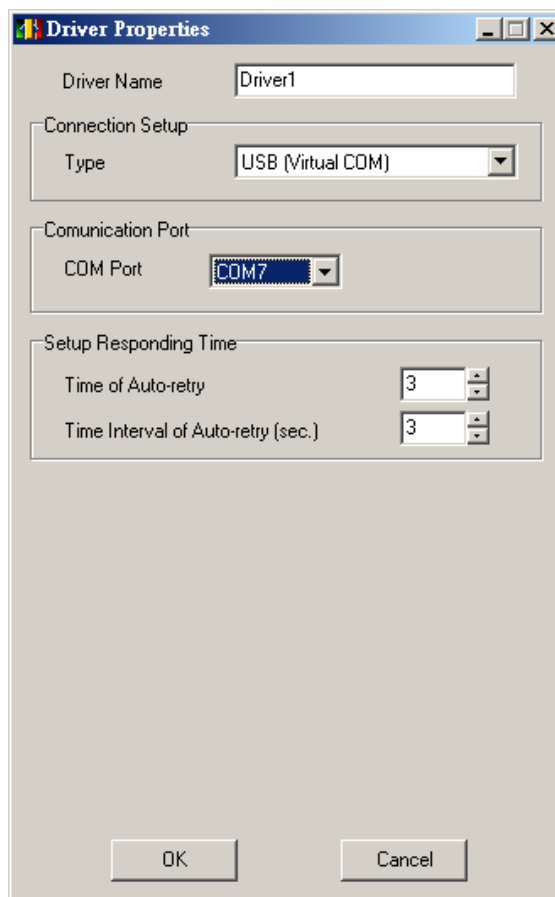 Driver Properties
Driver Name Driver1
Connection Setup
Type USB (Virtual COM)
Comunication Port
COM Port COM7
Setup Responding Time
Time of Auto-retry 3
Time Interval of Auto-retry (sec.) 3
OK Cancel